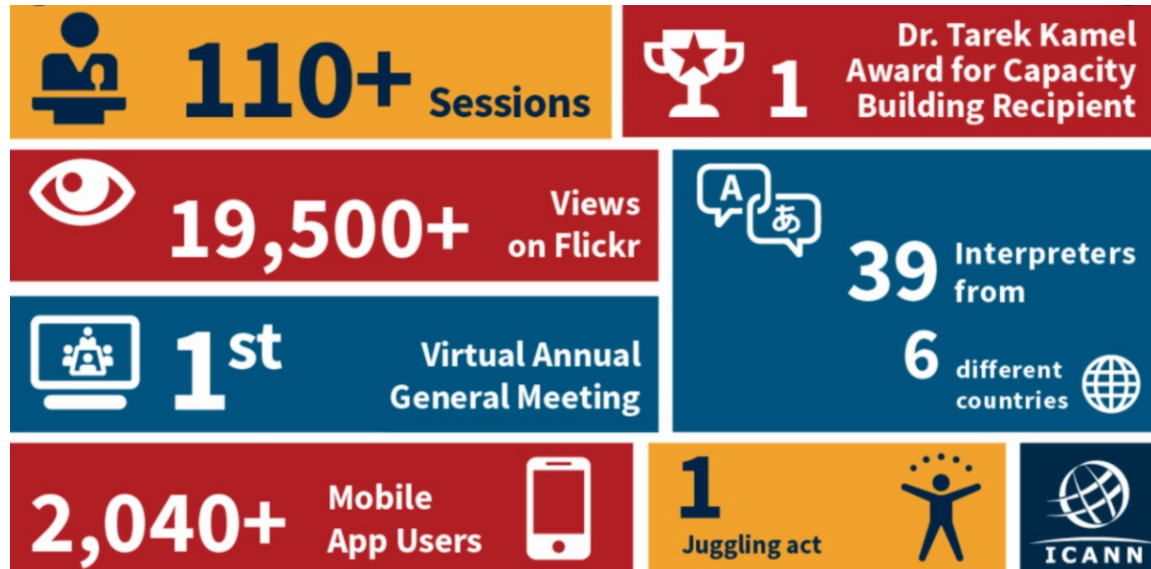 110+ Sessions
1
Dr. Tarek Kamel
Award for Capacity
Building Recipient
19,500+
Views
on Flickr
A
あ
39
Interpreters
from
6
different
countries
1st
Virtual Annual
General Meeting
2,040+
Mobile
App Users
1
Juggling act
ICANN